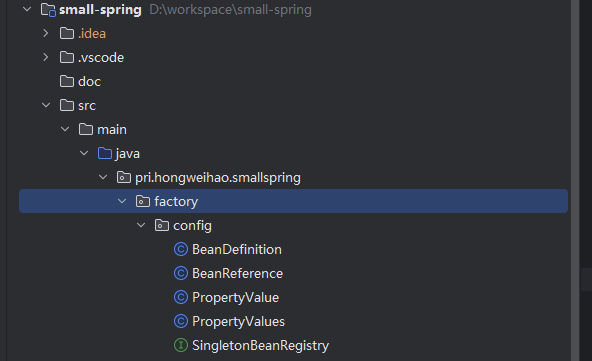 small-spring D:\workspace\small-spring
.idea
.vscode
doc
src
main
java
pri.hongweihao.smallspring
factory
config
BeanDefinition
BeanReference
PropertyValue
PropertyValues
SingletonBeanRegistry